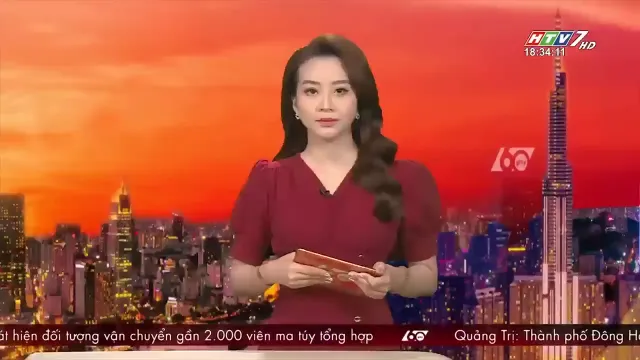 HTV7 HD
18:34:11
60
át hiện đối tượng vận chuyển gần 2.000 viên ma túy tổng hợp 60 Quảng Trị: Thành phố Đông H